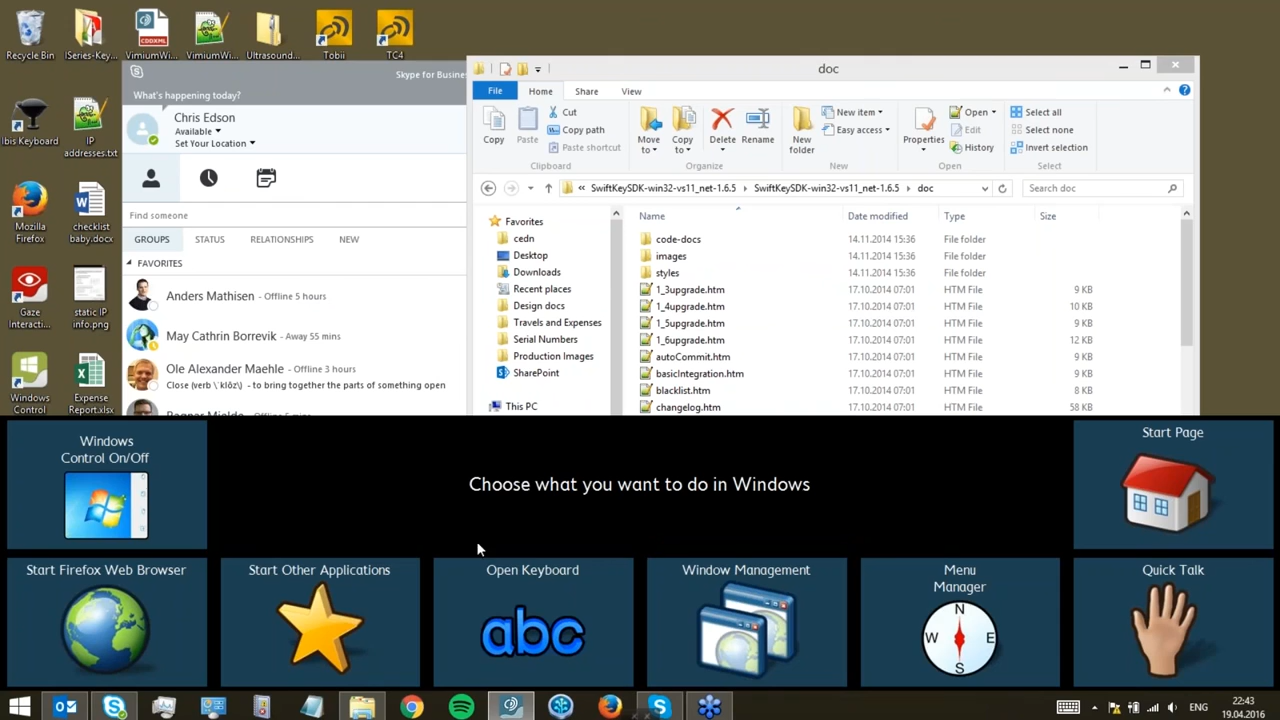 Recycle Bin
ISeries-Key...
VimiumWi...
VimiumWi...
Ultrasound...
Tobii
TC4
CDDXML
Ibis Keyboard
IP
addresses.txt
Mozilla
Firefox
checklist
baby.docx
Gaze
Interacti...
static IP
info.png
Windows
Control
Expense
Report.xlsx
Skype for Busine
What's happening today?
Chris Edson
Available
Set Your Location
Find someone
GROUPS
STATUS
RELATIONSHIPS
NEW
FAVORITES
Anders Mathisen - Offline 5 hours
May Cathrin Borrevik - Away 55 mins
Ole Alexander Maehle - Offline 3 hours
Close (verb \ˈklōz\ - to bring together the parts of something open
doc
File
Home
Share
View
Copy
Paste
Cut
Copy path
Paste shortcut
Move
to
Copy
to
Delete
Rename
New
folder
New item
Easy access
Properties
Open
Edit
History
Select all
Select none
Invert selection
Clipboard
Organize
New
Open
Select
« SwiftKeySDK-win32-vs11_net-1.6.5
SwiftKeySDK-win32-vs11_net-1.6.5
doc
Search doc
Favorites
cedn
Desktop
Downloads
Recent places
Design docs
Travels and Expenses
Serial Numbers
Production Images
SharePoint
This PC
Name Date modified Type Size
code-docs 14.11.2014 15:36 File folder
images 14.11.2014 15:36 File folder
styles 14.11.2014 15:36 File folder
1_3upgrade.htm 17.10.2014 07:01 HTM File 9 KB
1_4upgrade.htm 17.10.2014 07:01 HTM File 10 KB
1_5upgrade.htm 17.10.2014 07:01 HTM File 9 KB
1_6upgrade.htm 17.10.2014 07:01 HTM File 12 KB
autoCommit.htm 17.10.2014 07:01 HTM File 9 KB
basicIntegration.htm 17.10.2014 07:01 HTM File 9 KB
blacklist.htm 17.10.2014 07:01 HTM File 8 KB
changelog.htm 17.10.2014 07:01 HTM File 58 KB
Windows
Control On/Off
Choose what you want to do in Windows
Start Page
Start Firefox Web Browser
Start Other Applications
Open Keyboard
abc
Window Management
Menu
Manager
N
W
E
S
Quick Talk
ENG
22:43
19.04.2016